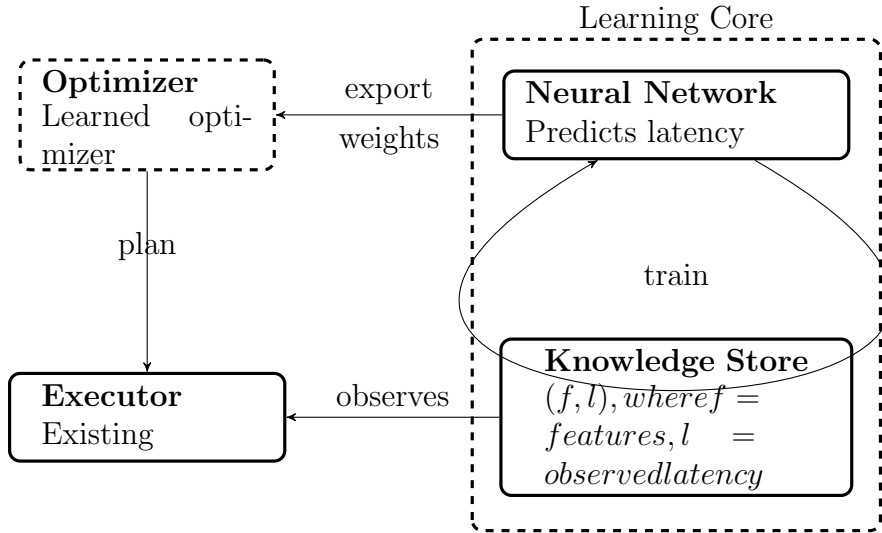 Learning Core
Optimizer
Learned opti-
mizer
export
weights
Neural Network
Predicts latency
plan
train
Executor
Existing
observes
Knowledge Store
(f, l), wheref =
features, l =
observedlatency